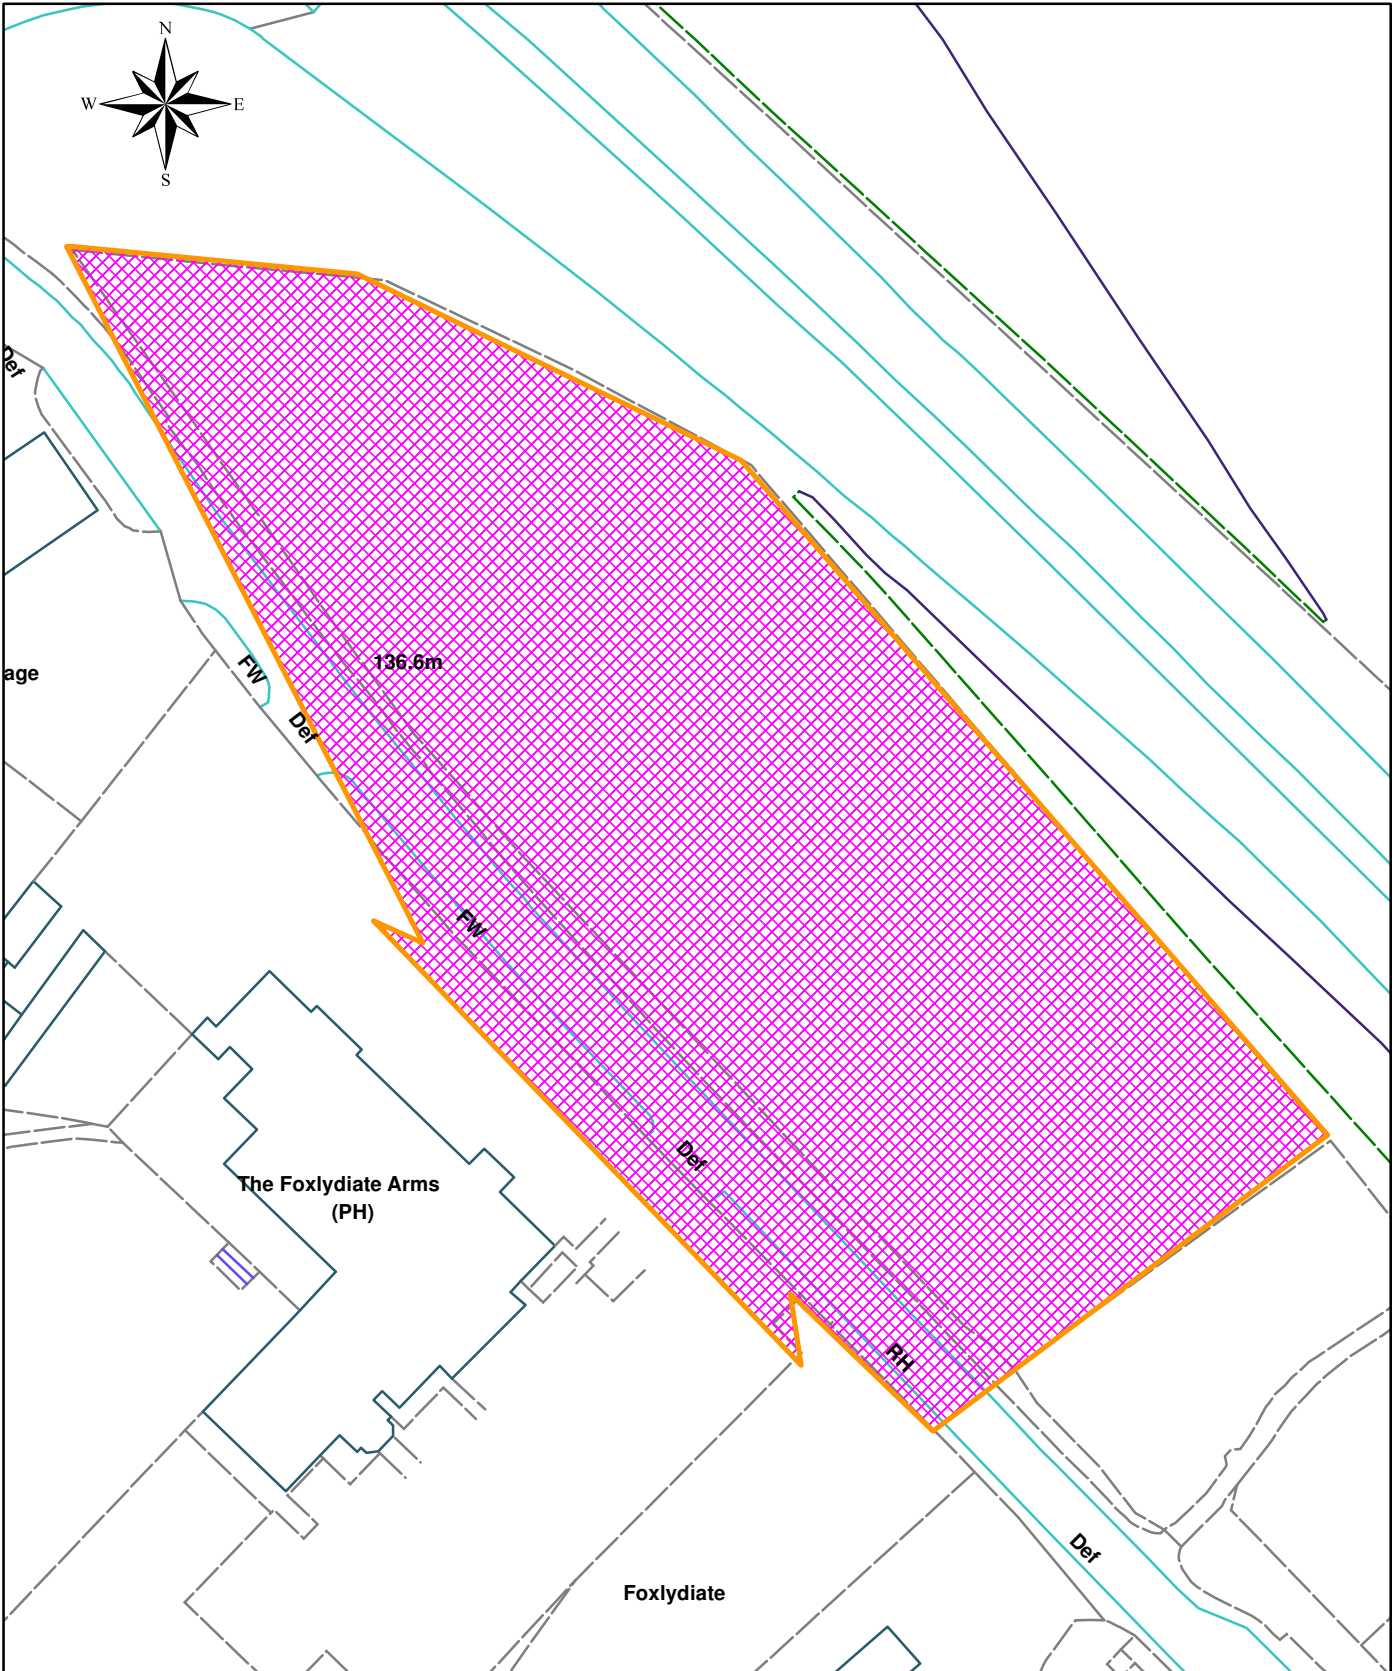 N
W E
S
Def
136.6m
FW
age
Def
FW
Def
The Foxlydiate Arms
(PH)
RH
Def
Foxlydiate